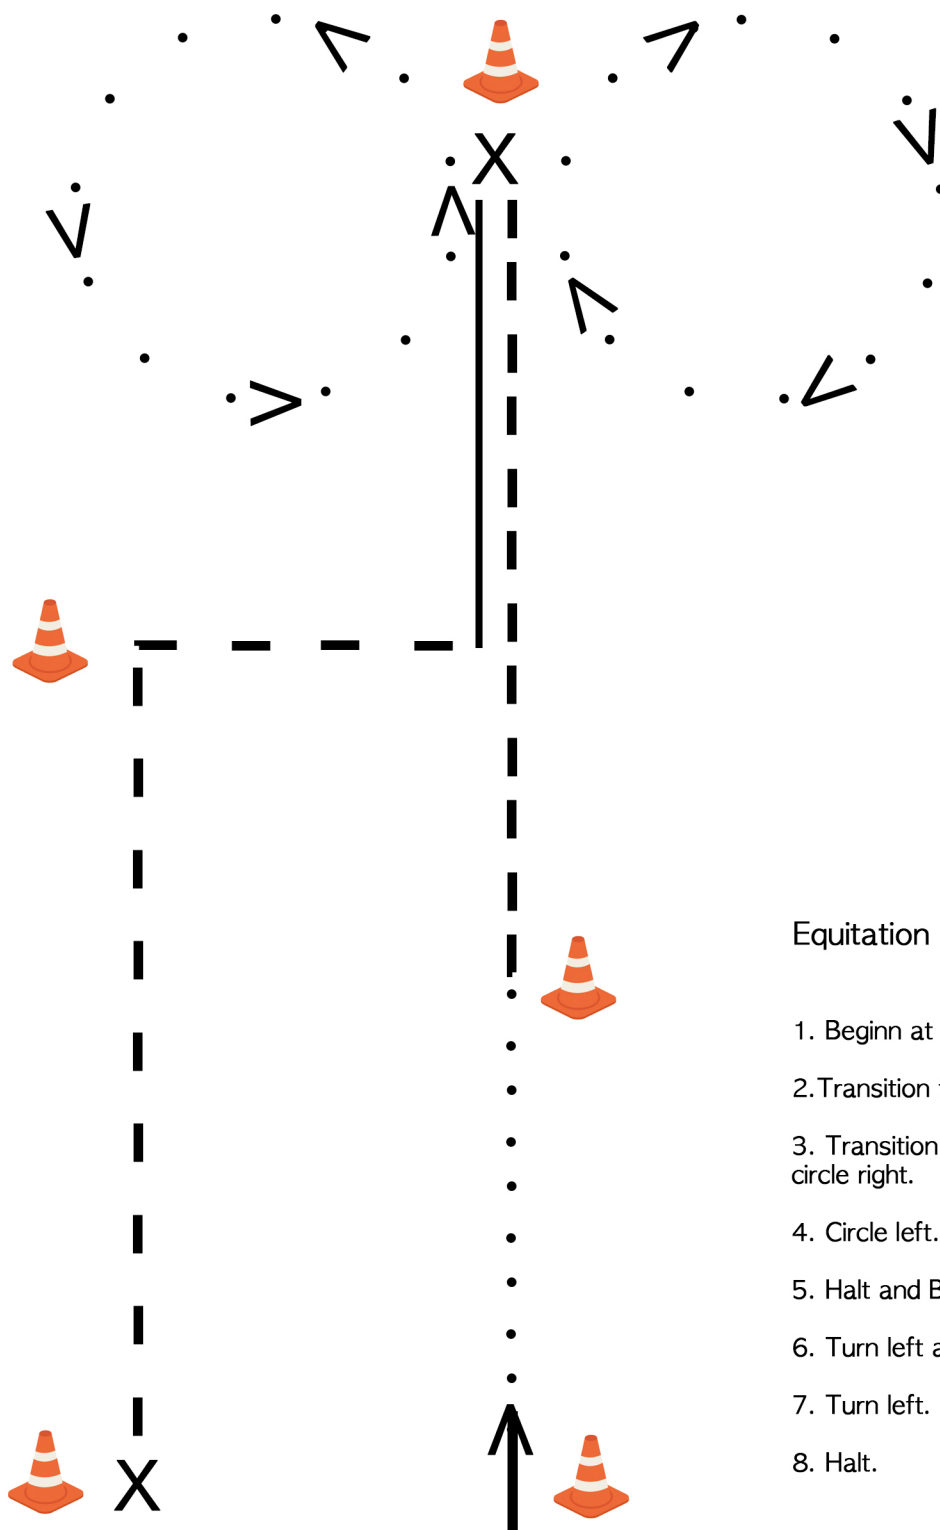 X
Equitation
1. Beginn at
2.Transition
3. Transition
circle right.
4. Circle left.
5. Halt and
6. Turn left
7. Turn left.
8. Halt.
X